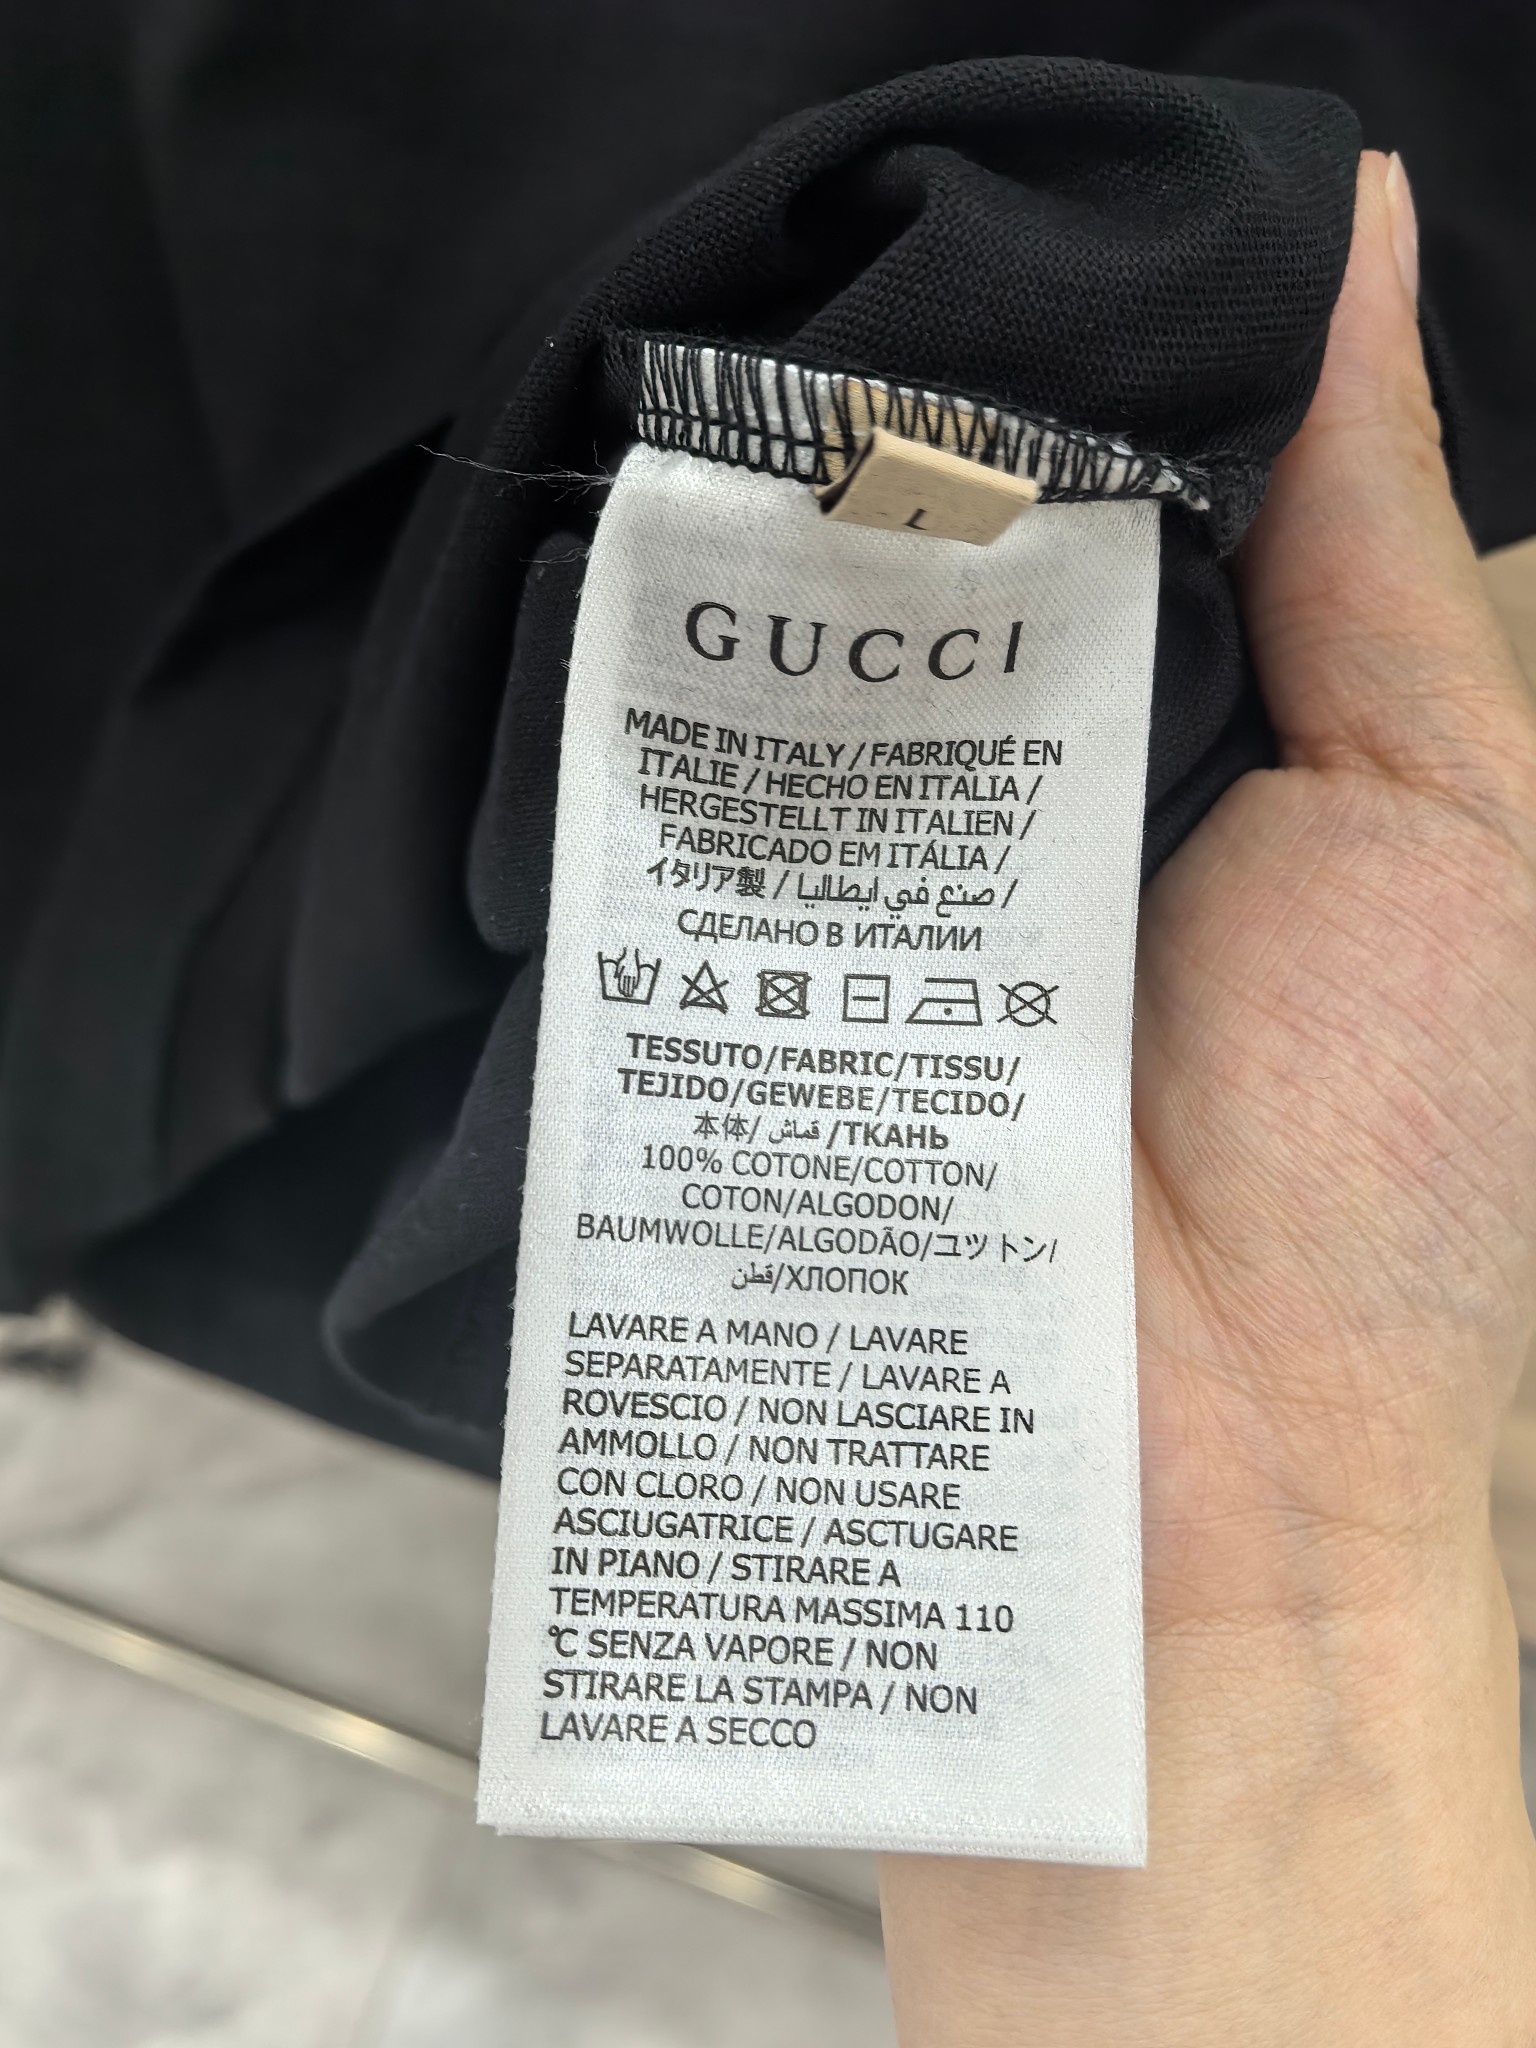 L
GUCCI
MADE IN ITALY / FABRIQUÉ EN
ITALIE / HECHO EN ITALIA /
HERGESTELLT IN ITALIEN /
FABRICADO EM ITÁLIA /
イタリア製 / صنع في ايطاليا /
СДЕЛАНО В ИТАЛИИ
TESSUTO/FABRIC/TISSU/
TEJIDO/GEWEBE/TECIDO/
本体/ قماش /ТКАНЬ
100% COTONE/COTTON/
COTON/ALGODON/
BAUMWOLLE/ALGODÃO/ユットン/
قطن/ХЛОПОК
LAVARE A MANO / LAVARE
SEPARATAMENTE / LAVARE A
ROVESCIO / NON LASCIARE IN
AMMOLLO / NON TRATTARE
CON CLORO / NON USARE
ASCIUGATRICE / ASCTUGARE
IN PIANO / STIRARE A
TEMPERATURA MASSIMA 110
℃ SENZA VAPORE / NON
STIRARE LA STAMPA / NON
LAVARE A SECCO